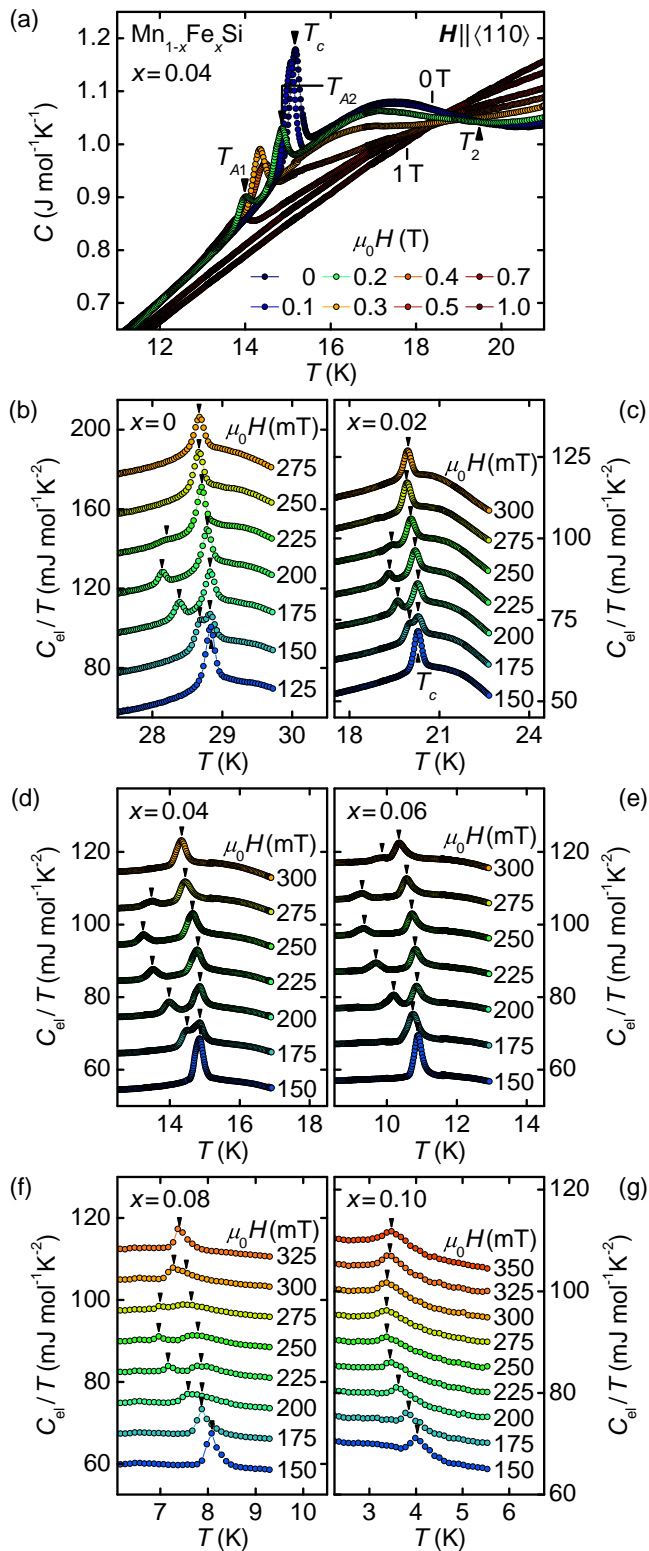 (a)
Mn1-xFexSi
x=0.04
Tc
H||⟨110⟩
TA2
TA1
0 T
T2
1 T
μ0H (T)
0 0.2 0.4 0.7
0.1 0.3 0.5 1.0
C (J mol⁻¹K⁻¹)
1.2
1.1
1.0
0.9
0.8
0.7
12 14 16 18 20
T (K)
(b)
x=0
μ0H (mT)
275
250
225
200
175
150
125
Cel / T (mJ mol⁻¹K⁻²)
200
160
120
80
28 29 30
T (K)
(c)
x=0.02
μ0H (mT)
300
275
250
225
200
175
150
Tc
Cel / T (mJ mol⁻¹K⁻²)
125
100
75
50
18 21 24
T (K)
(d)
x=0.04
μ0H (mT)
300
275
250
225
200
175
150
Cel / T (mJ mol⁻¹K⁻²)
120
100
80
60
14 16 18
T (K)
(e)
x=0.06
μ0H (mT)
300
275
250
225
200
175
150
Cel / T (mJ mol⁻¹K⁻²)
120
100
80
60
10 12 14
T (K)
(f)
x=0.08
μ0H (mT)
325
300
275
250
225
200
175
150
Cel / T (mJ mol⁻¹K⁻²)
120
100
80
60
7 8 9 10
T (K)
(g)
x=0.10
μ0H (mT)
350
325
300
275
250
225
200
175
150
Cel / T (mJ mol⁻¹K⁻²)
120
100
80
60
3 4 5 6
T (K)